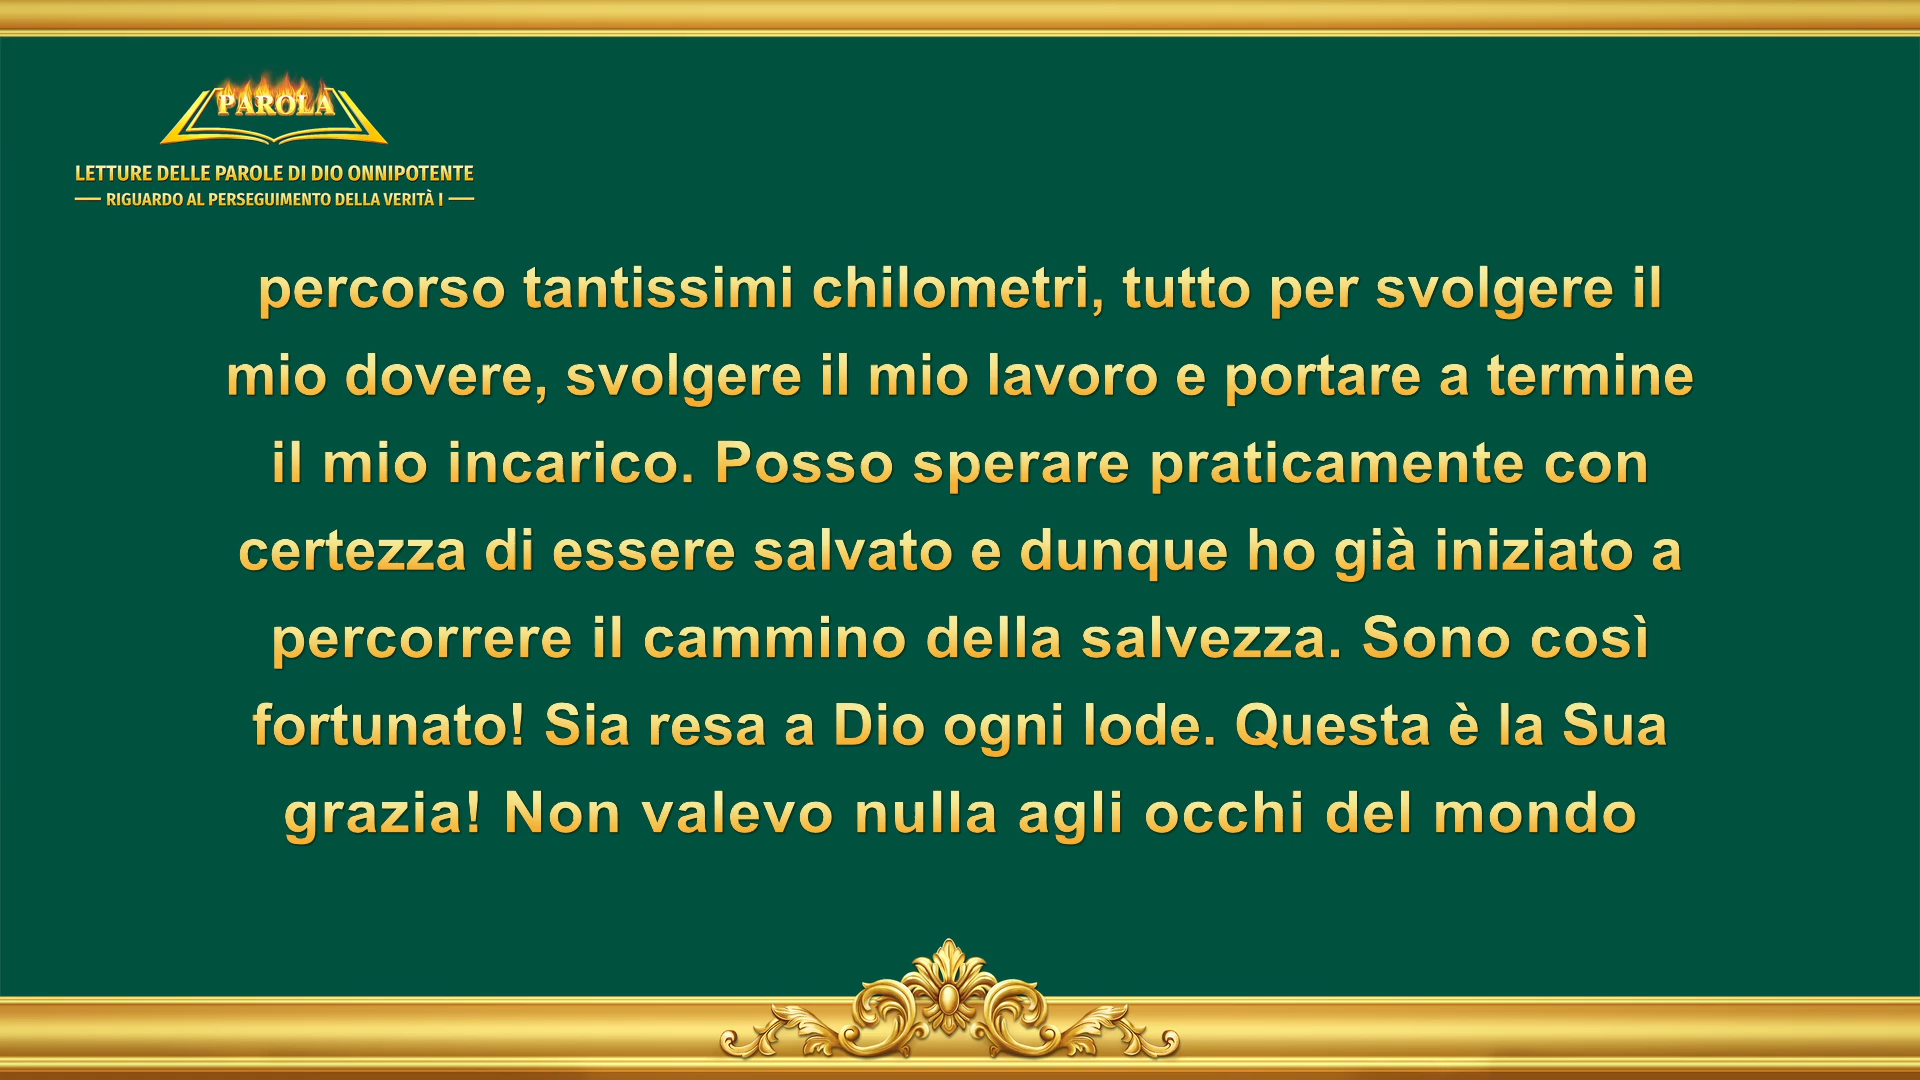 PAROLA
LETTURE DELLE PAROLE DI DIO ONNIPOTENTE
RIGUARDO AL PERSEGUIMENTO DELLA VERITÀ I
percorso tantissimi chilometri, tutto per svolgere il
mio dovere, svolgere il mio lavoro e portare a termine
il mio incarico. Posso sperare praticamente con
certezza di essere salvato e dunque ho già iniziato a
percorrere il cammino della salvezza. Sono così
fortunato! Sia resa a Dio ogni lode. Questa è la Sua
grazia! Non valevo nulla agli occhi del mondo